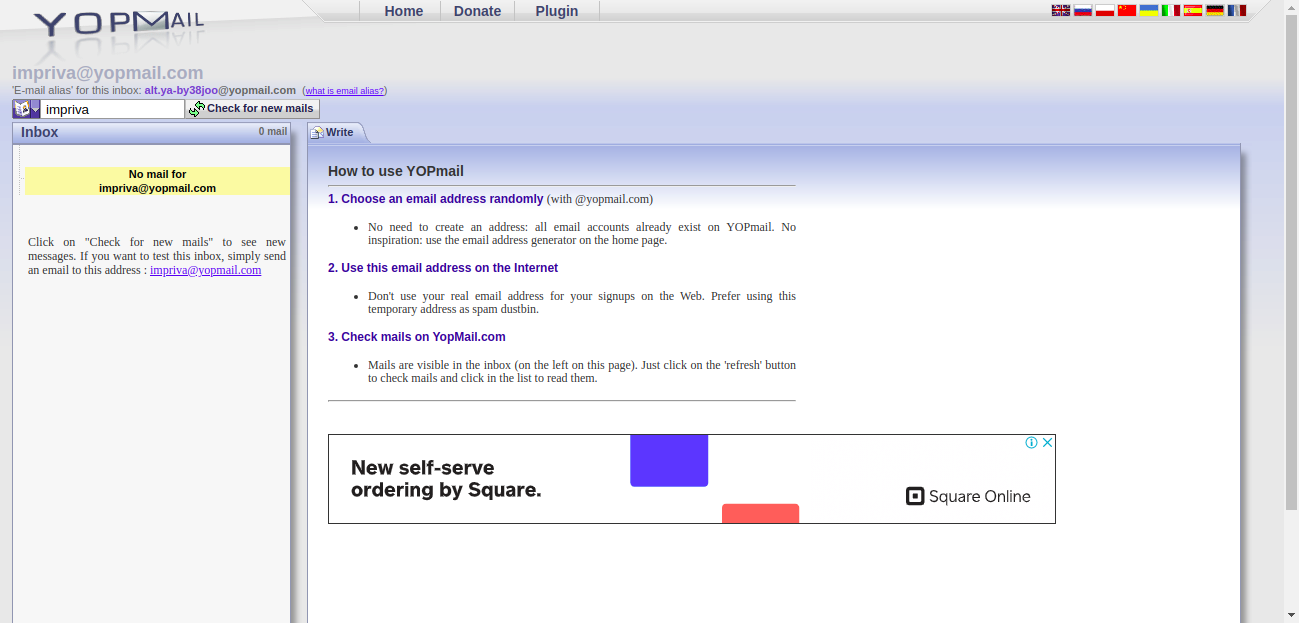 YOPMAIL
Home
Donate
Plugin
impriva@yopmail.com
'E-mail alias' for this inbox: alt.ya-by38joo@yopmail.com (what is email alias?)
impriva
Check for new mails
Inbox
0 mail
Write
No mail for
impriva@yopmail.com
Click on "Check for new mails" to see new
messages. If you want to test this inbox, simply send
an email to this address : impriva@yopmail.com
How to use YOPmail
1. Choose an email address randomly (with @yopmail.com)
• No need to create an address: all email accounts already exist on YOPmail. No
inspiration: use the email address generator on the home page.
2. Use this email address on the Internet
• Don't use your real email address for your signups on the Web. Prefer using this
temporary address as spam dustbin.
3. Check mails on YopMail.com
• Mails are visible in the inbox (on the left on this page). Just click on the 'refresh' button
to check mails and click in the list to read them.
New self-serve
ordering by Square.
Square Online